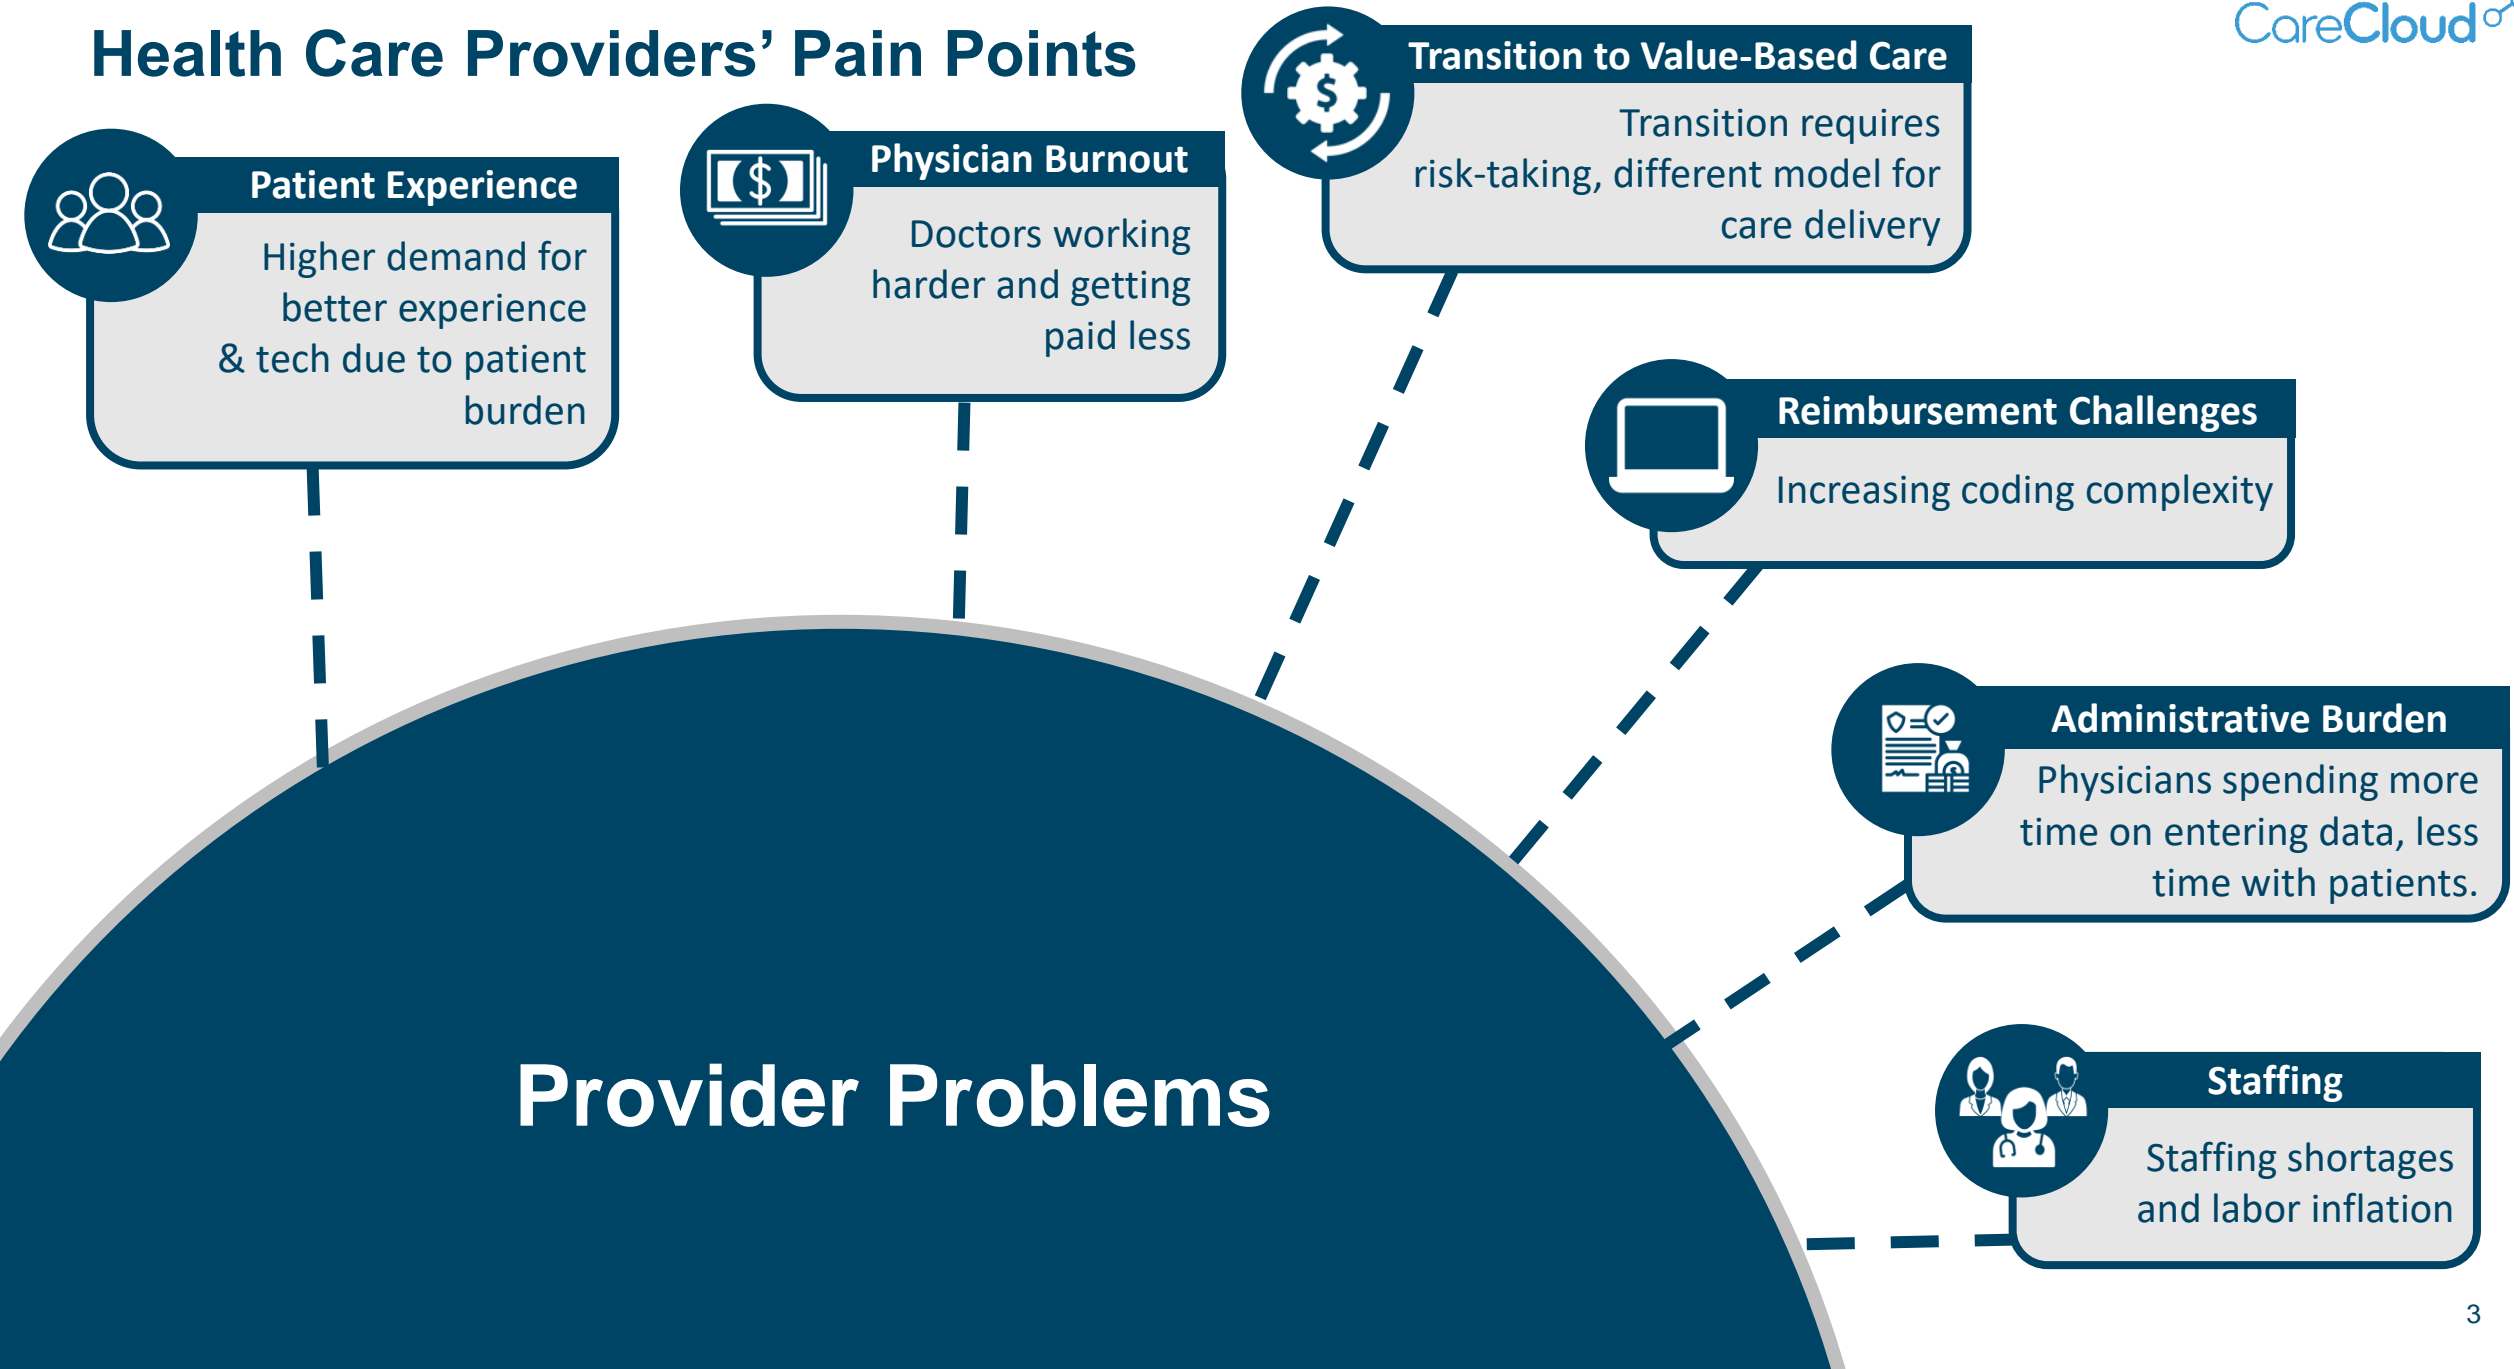 Health Care Providers’ Pain Points
CareCloud
Patient Experience
Higher demand for
better experience
& tech due to patient
burden
Physician Burnout
Doctors working
harder and getting
paid less
Transition to Value-Based Care
Transition requires
risk-taking, different model for
care delivery
Reimbursement Challenges
Increasing coding complexity
Administrative Burden
Physicians spending more
time on entering data, less
time with patients.
Staffing
Staffing shortages
and labor inflation
Provider Problems
3